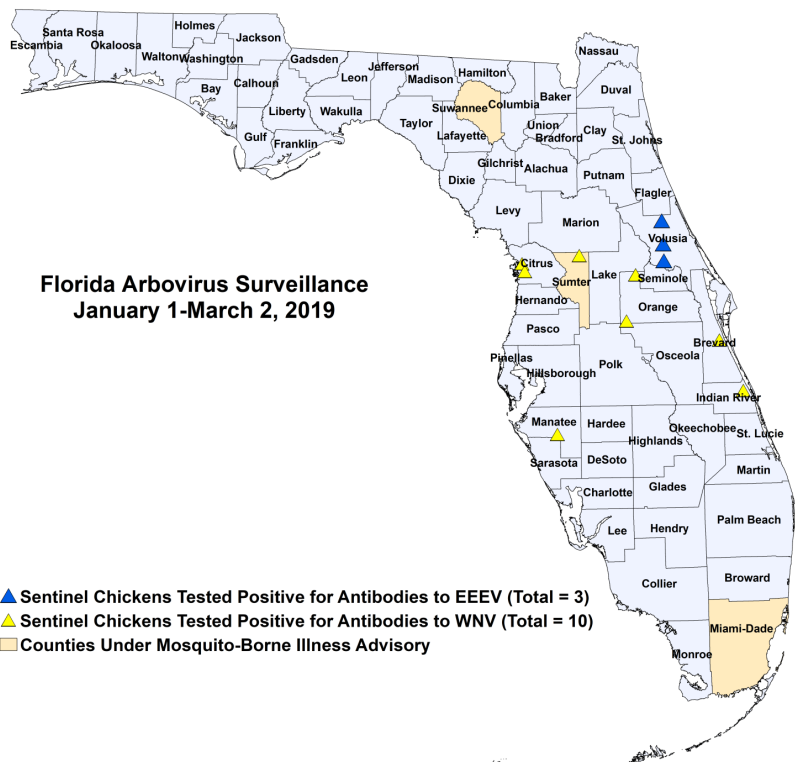 Holmes
Jackson
Santa Rosa
Escambia
Okaloosa
Walton
Washington
Gadsden
Jefferson
Hamilton
Nassau
Leon
Madison
Bay
Calhoun
Suwannee
Columbia
Baker
Duval
Liberty
Wakulla
Taylor
Lafayette
Union
Bradford
Clay
St. Johns
Gulf
Franklin
Gilchrist
Alachua
Putnam
Dixie
Flagler
Levy
Marion
Volusia
Citrus
Sumter
Lake
Seminole
Florida Arbovirus Surveillance
January 1-March 2, 2019
Hernando
Orange
Pasco
Brevard
Pinellas
Hillsborough
Polk
Osceola
Indian River
Manatee
Hardee
Highlands
Okeechobee
St. Lucie
Sarasota
DeSoto
Martin
Charlotte
Glades
Lee
Hendry
Palm Beach
Collier
Broward
Sentinel Chickens Tested Positive for Antibodies to EEEV (Total = 3)
Sentinel Chickens Tested Positive for Antibodies to WNV (Total = 10)
Counties Under Mosquito-Borne Illness Advisory
Miami-Dade
Monroe